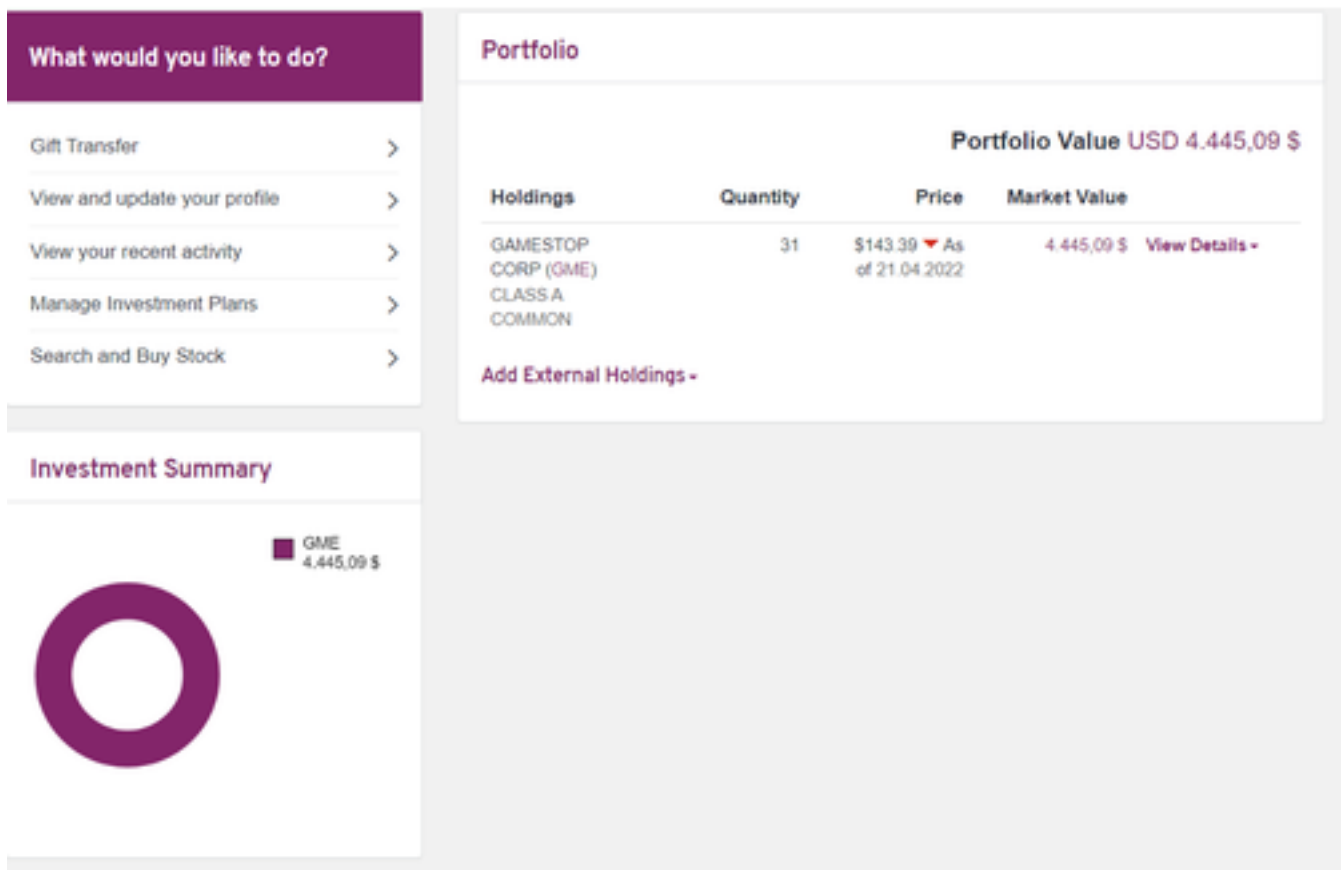 What would you like to do?
Gift Transfer
View and update your profile
View your recent activity
Manage Investment Plans
Search and Buy Stock
Portfolio
Portfolio Value USD 4.445,09 $
Holdings Quantity Price Market Value
GAMESTOP 31 $143.39 ▼ As 4.445,09 $ View Details
CORP (GME) of 21.04.2022
CLASS A
COMMON
Add External Holdings
Investment Summary
GME
4.445,09 $